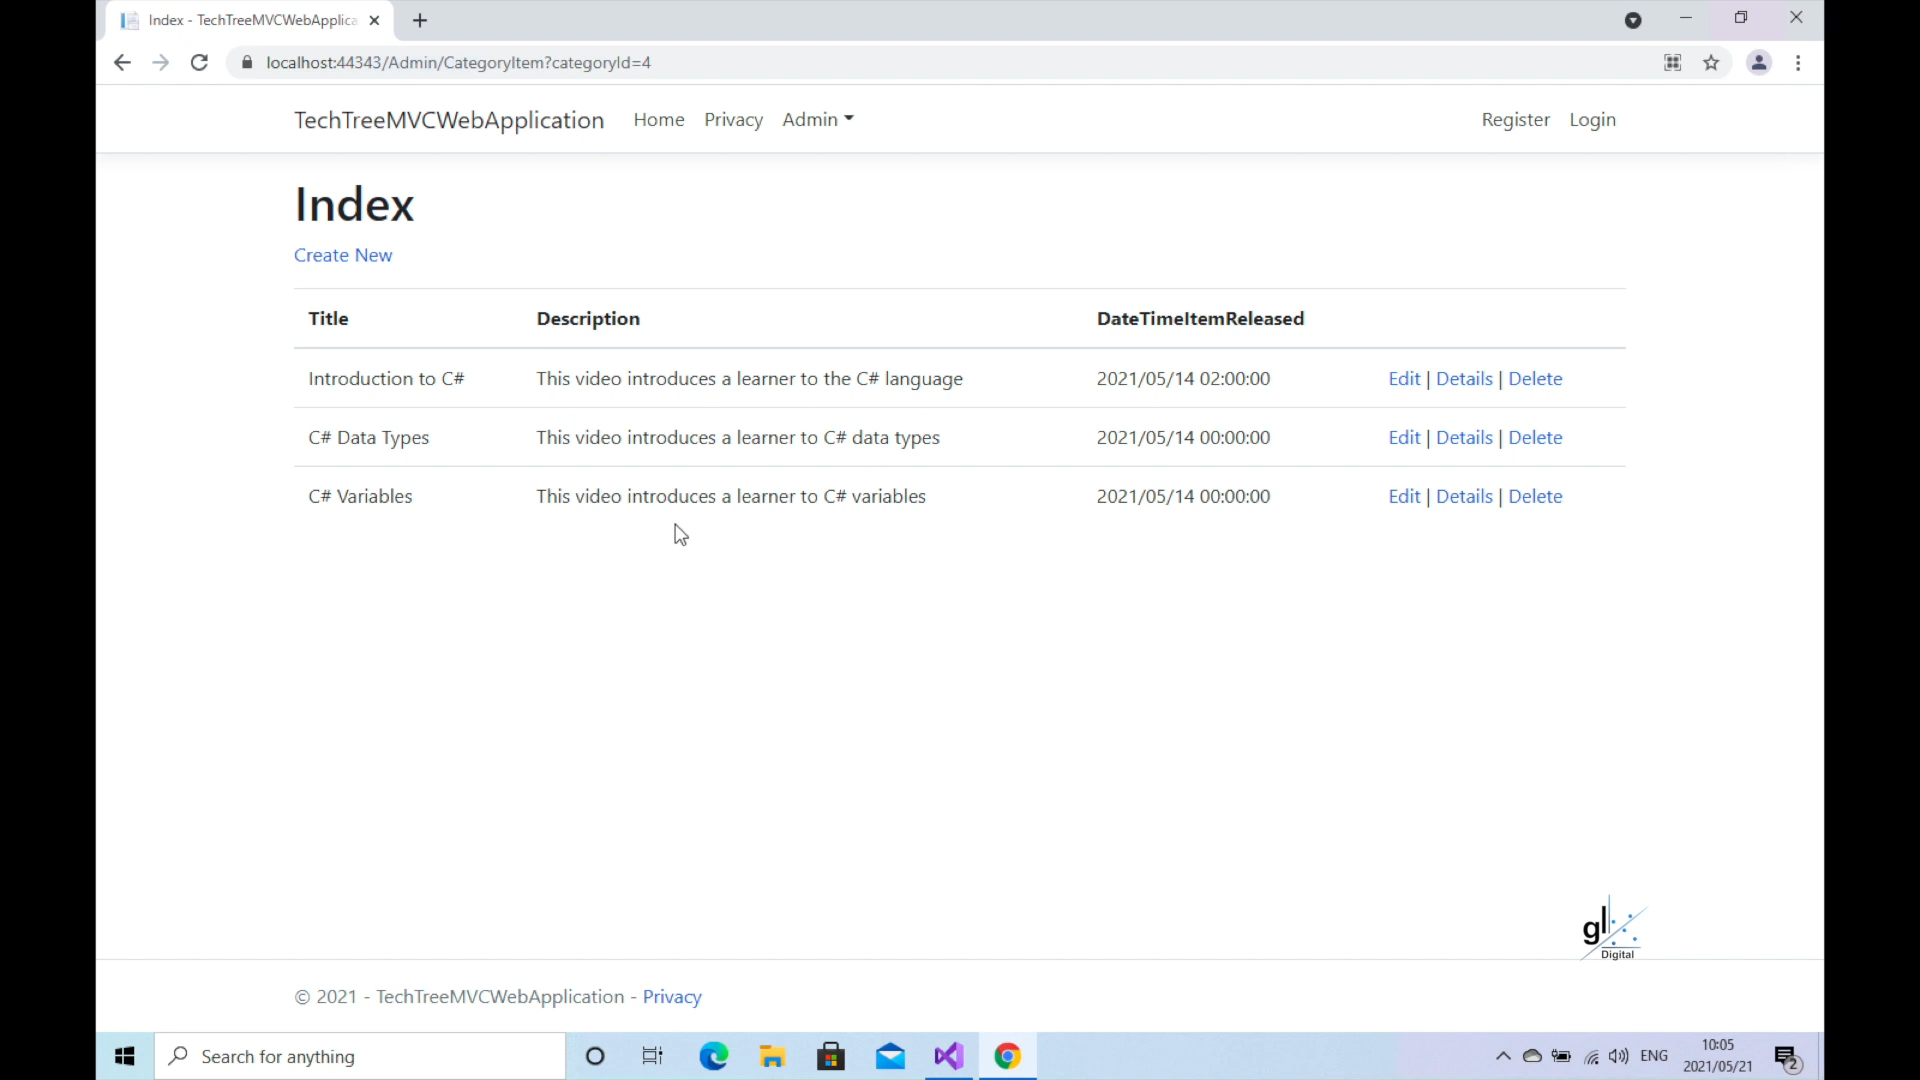 Index - TechTreeMVCWebApplica
localhost:44343/Admin/CategoryItem?categoryId=4
TechTreeMVCWebApplication Home Privacy Admin Register Login
Index
Create New
Title Description DateTimeItemReleased
Introduction to C# This video introduces a learner to the C# language 2021/05/14 02:00:00 Edit | Details | Delete
C# Data Types This video introduces a learner to C# data types 2021/05/14 00:00:00 Edit | Details | Delete
C# Variables This video introduces a learner to C# variables 2021/05/14 00:00:00 Edit | Details | Delete
gl
Digital
© 2021 - TechTreeMVCWebApplication - Privacy
Search for anything
ENG
10:05
2021/05/21
2